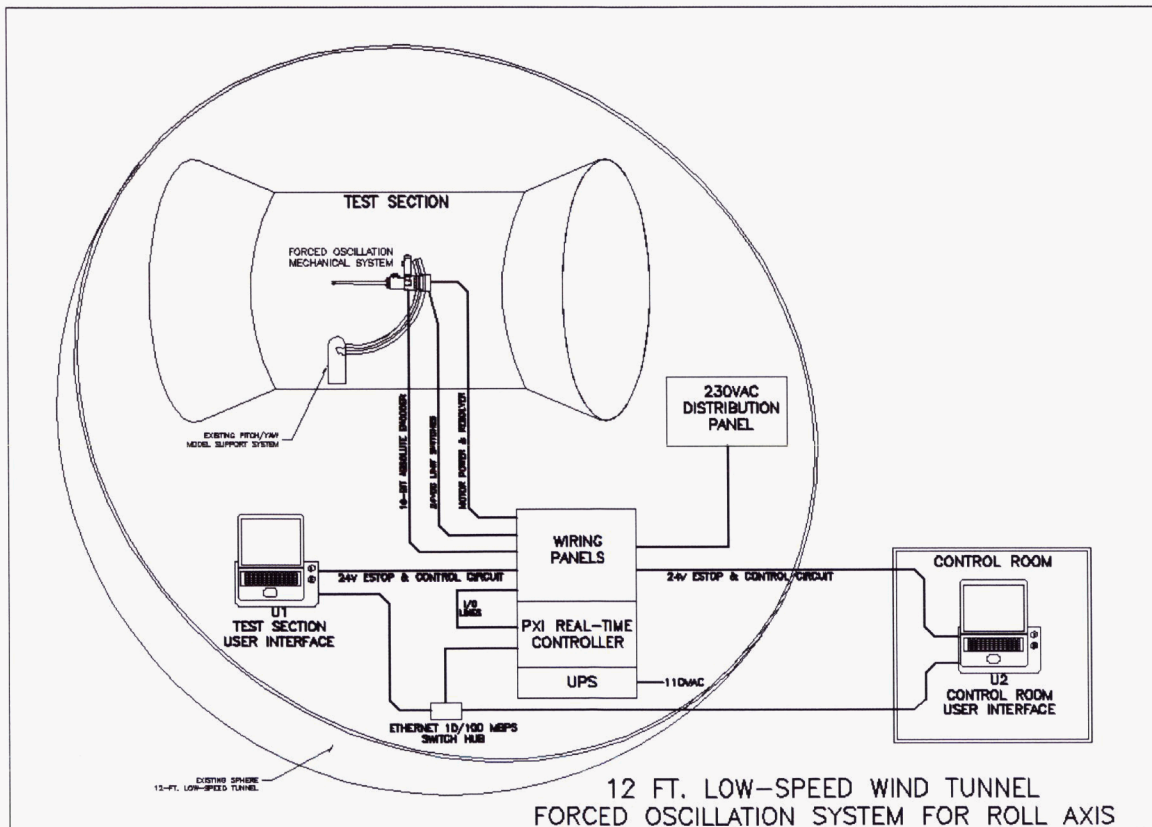 TEST SECTION
FORCED OSCILLATION
MECHANICAL SYSTEM
EXISTING PITCH/YAW
MODEL SUPPORT SYSTEM
16-BIT ABSOLUTE ENCODER
LIMIT SWITCHES
MOTOR POWER & RESOLVER
230VAC
DISTRIBUTION
PANEL
WIRING
PANELS
24V ESTOP & CONTROL CIRCUIT
24V ESTOP & CONTROL CIRCUIT
CONTROL ROOM
U1
TEST SECTION
USER INTERFACE
I/O
LINES
PXI REAL-TIME
CONTROLLER
UPS
110VAC
U2
CONTROL ROOM
USER INTERFACE
ETHERNET 10/100 MBPS
SWITCH HUB
EXISTING SPHERE
12-FT. LOW-SPEED TUNNEL
12 FT. LOW-SPEED WIND TUNNEL
FORCED OSCILLATION SYSTEM FOR ROLL AXIS